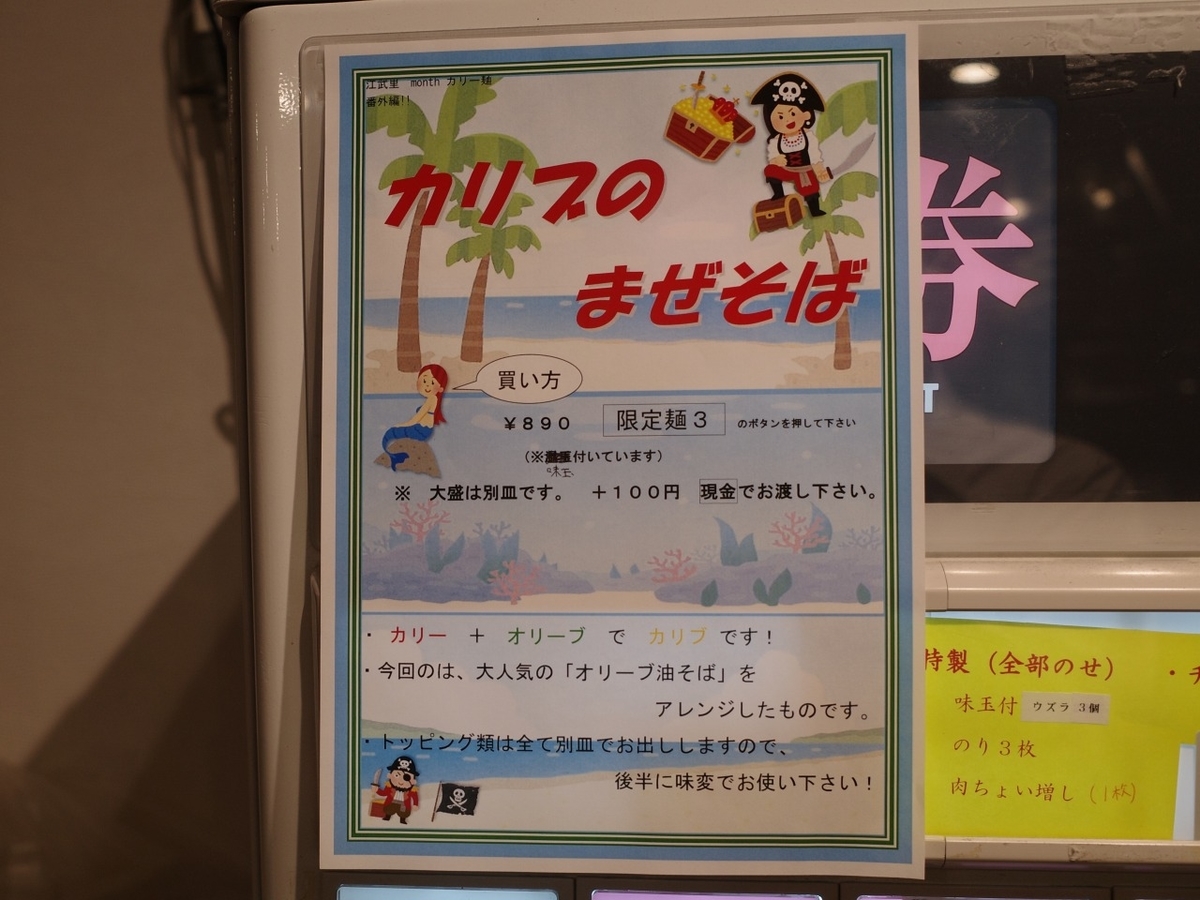 江武里 month カリー麺
番外編!!
カリブの
まぜそば
買い方
￥890 限定麺3 のボタンを押して下さい
(※付いています)
味玉
※ 大盛は別皿です。 +100円 現金でお渡し下さい。
・ カリー + オリーブ で カリブ です!
・今回のは、大人気の「オリーブ油そば」を
アレンジしたものです。
・トッピング類は全て別皿でお出ししますので、
後半に味変でお使い下さい!
券
T
特製(全部のせ)
味玉付 ウズラ 3個
のり3枚
肉ちょい増し(1枚)
・チ